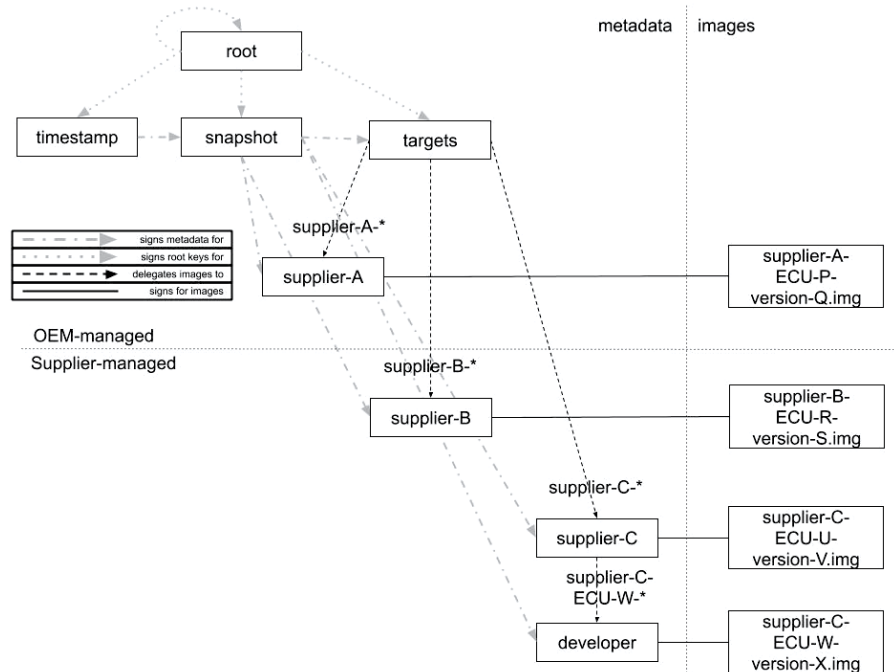 metadata
images
root
timestamp
snapshot
targets
supplier-A-*
signs metadata for
signs root keys for
delegates images to
signs for images
supplier-A
supplier-A-
ECU-P-
version-Q.img
OEM-managed
Supplier-managed
supplier-B-*
supplier-B
supplier-B-
ECU-R-
version-S.img
supplier-C-*
supplier-C
supplier-C-
ECU-U-
version-V.img
supplier-C-
ECU-W-*
developer
supplier-C-
ECU-W-
version-X.img